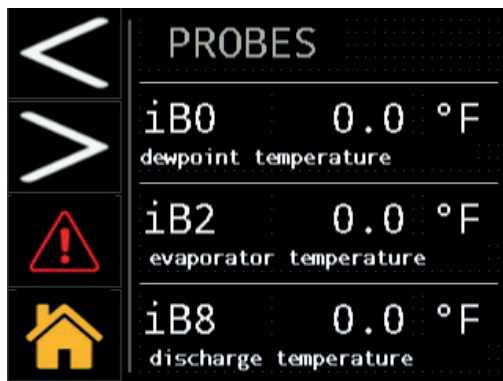 PROBES
iB0 0.0 °F
dewpoint temperature
iB2 0.0 °F
evaporator temperature
iB8 0.0 °F
discharge temperature